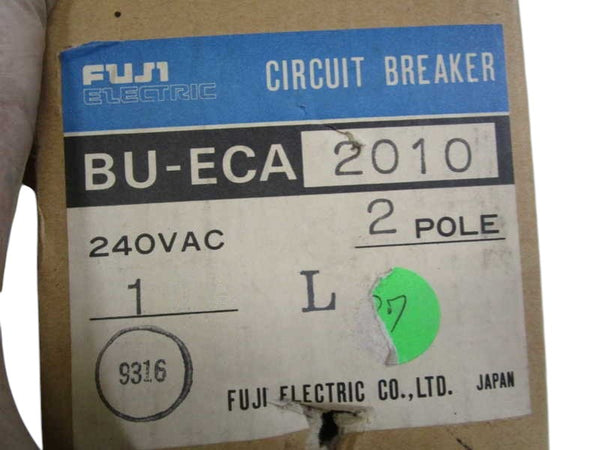 FUJI ELECTRIC CIRCUIT BREAKER
BU-ECA 2010
240VAC 2 POLE
1 L
9316
FUJI ELECTRIC CO.,LTD. JAPAN